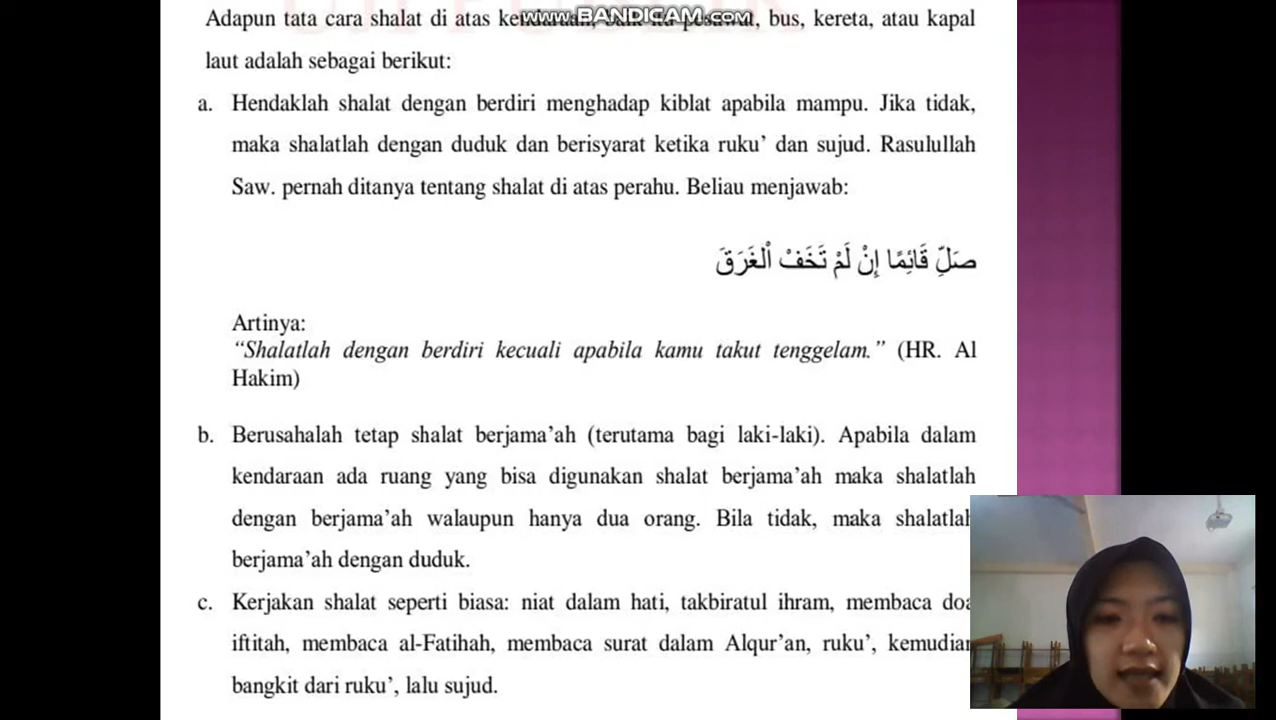 www.BANDICAM.com
Adapun tata cara shalat di atas kendaraan, baik itu pesawat, bus, kereta, atau kapal
laut adalah sebagai berikut:
a. Hendaklah shalat dengan berdiri menghadap kiblat apabila mampu. Jika tidak,
maka shalatlah dengan duduk dan berisyarat ketika ruku’ dan sujud. Rasulullah
Saw. pernah ditanya tentang shalat di atas perahu. Beliau menjawab:
صَلِّ قَائِمًا إِنْ لَمْ تَخَفْ اْلغَرَقَ
Artinya:
“Shalatlah dengan berdiri kecuali apabila kamu takut tenggelam.” (HR. Al
Hakim)
b. Berusahalah tetap shalat berjama’ah (terutama bagi laki-laki). Apabila dalam
kendaraan ada ruang yang bisa digunakan shalat berjama’ah maka shalatlah
dengan berjama’ah walaupun hanya dua orang. Bila tidak, maka shalatlah
berjama’ah dengan duduk.
c. Kerjakan shalat seperti biasa: niat dalam hati, takbiratul ihram, membaca doa
iftitah, membaca al-Fatihah, membaca surat dalam Alqur’an, ruku’, kemudian
bangkit dari ruku’, lalu sujud.